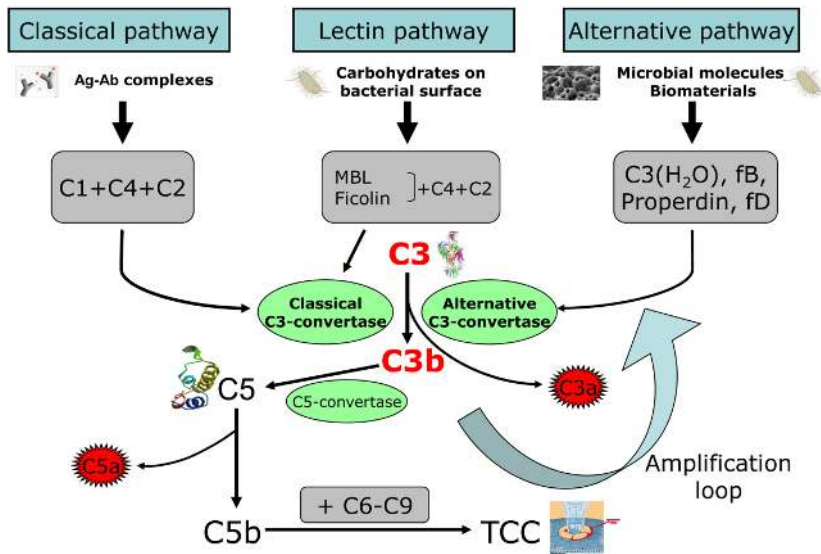 Classical pathway
Lectin pathway
Alternative pathway
Ag-Ab complexes
Carbohydrates on
bacterial surface
Microbial molecules
Biomaterials
C1+C4+C2
MBL
Ficolin
+C4+C2
C3(H₂O), fB,
Properdin, fD
C3
Classical
C3-convertase
Alternative
C3-convertase
C3b
C3a
C5
C5-convertase
C5a
Amplification
loop
C5b
+ C6-C9
TCC